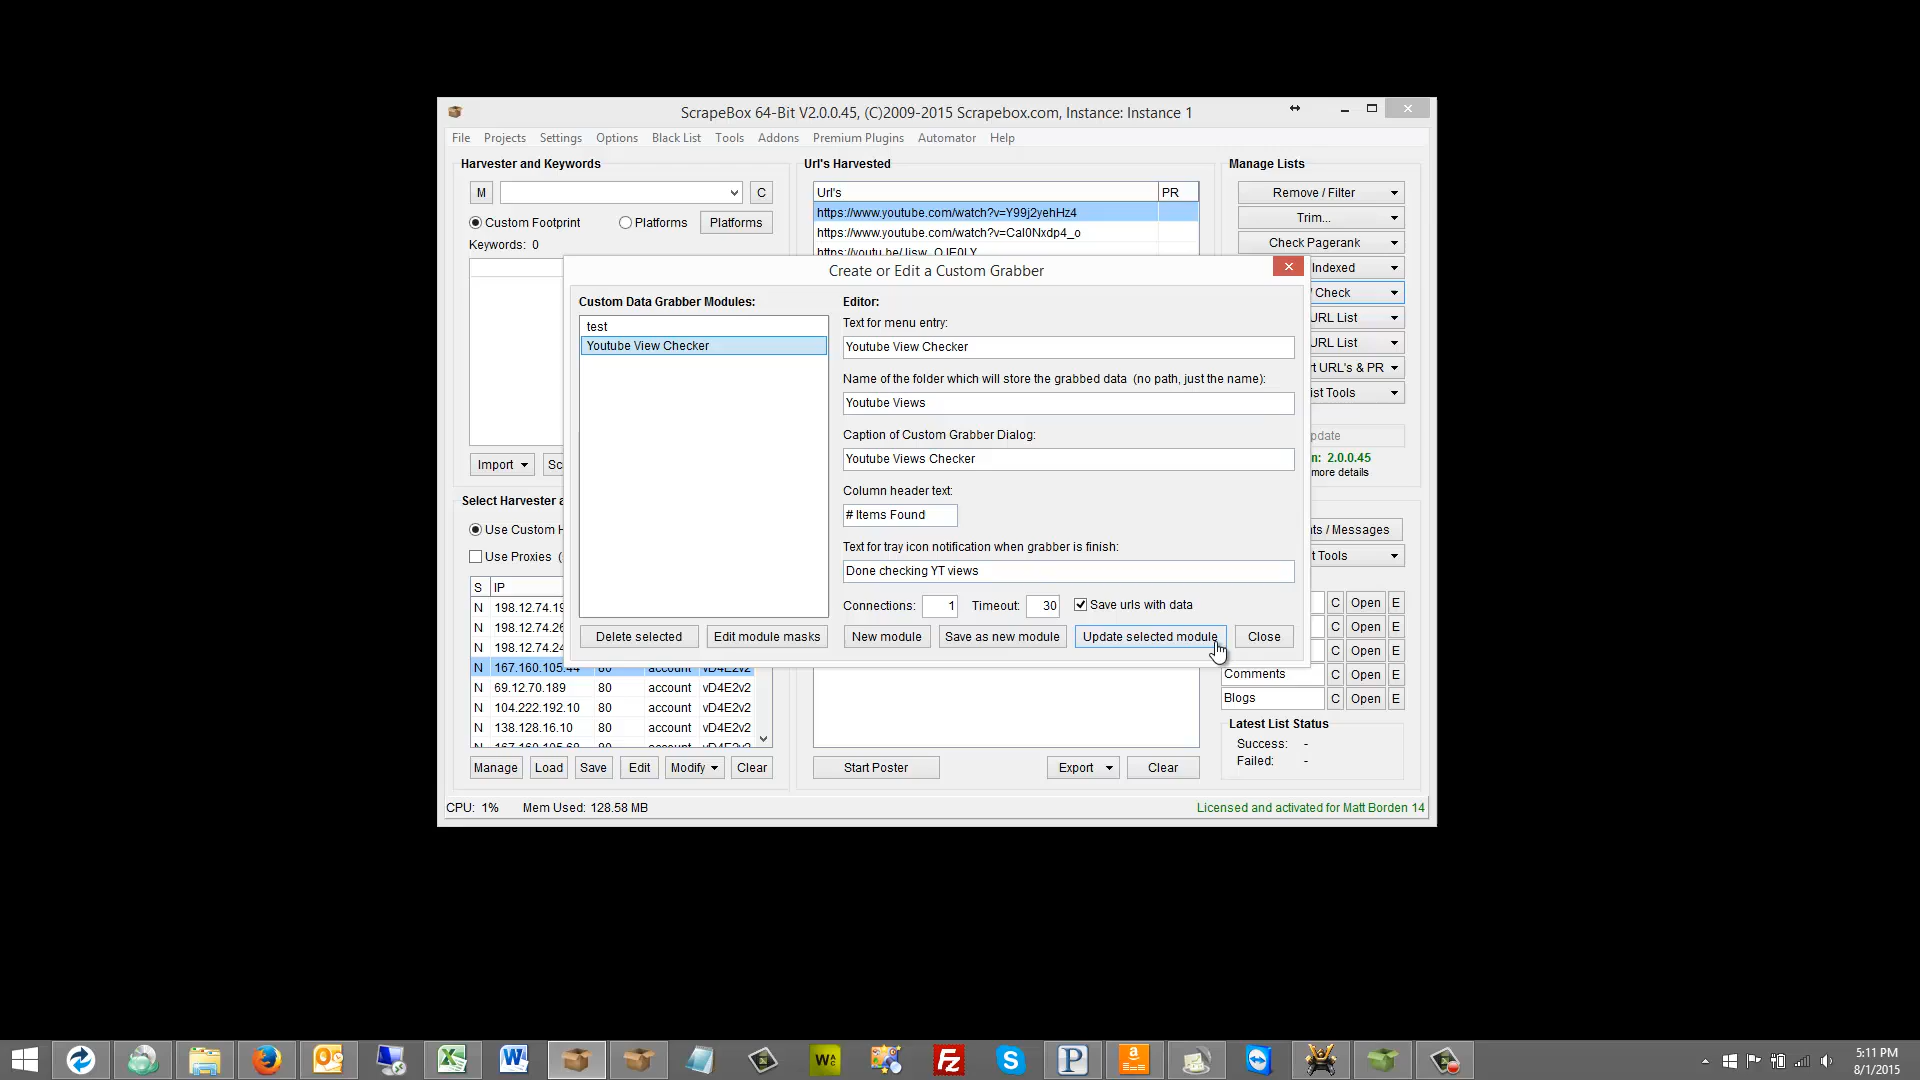 ScrapeBox 64-Bit V2.0.0.45, (C)2009-2015 Scrapebox.com, Instance: Instance 1
File Projects Settings Options Black List Tools Addons Premium Plugins Automator Help
Harvester and Keywords
Url's Harvested
Manage Lists
M
C
Url's PR
Remove / Filter
Custom Footprint
Platforms
Platforms
https://www.youtube.com/watch?v=Y99j2yehHz4
Trim...
https://www.youtube.com/watch?v=CaI0Nxdp4_o
Keywords: 0
Check Pagerank
Create or Edit a Custom Grabber
Indexed
/ Check
URL List
URL List
t URL's & PR
ist Tools
pdate
n: 2.0.0.45
more details
Custom Data Grabber Modules:
test
Youtube View Checker
Editor:
Text for menu entry:
Youtube View Checker
Name of the folder which will store the grabbed data (no path, just the name):
Youtube Views
Caption of Custom Grabber Dialog:
Youtube Views Checker
Column header text:
# Items Found
Text for tray icon notification when grabber is finish:
Done checking YT views
Connections: 1 Timeout: 30 Save urls with data
Delete selected
Edit module masks
New module
Save as new module
Update selected module
Close
Import
Sc
Select Harvester a
Use Custom H
Use Proxies (
ts / Messages
t Tools
S IP
N 198.12.74.19
N 198.12.74.26
N 198.12.74.24
N 167.160.105.44 80 account vD4E2v2
N 69.12.70.189 80 account vD4E2v2
N 104.222.192.10 80 account vD4E2v2
N 138.128.16.10 80 account vD4E2v2
C Open E
C Open E
C Open E
Comments C Open E
Blogs C Open E
Latest List Status
Success: -
Failed: -
Manage
Load
Save
Edit
Modify
Clear
Start Poster
Export
Clear
CPU: 1% Mem Used: 128.58 MB
Licensed and activated for Matt Borden 14
5:11 PM
8/1/2015